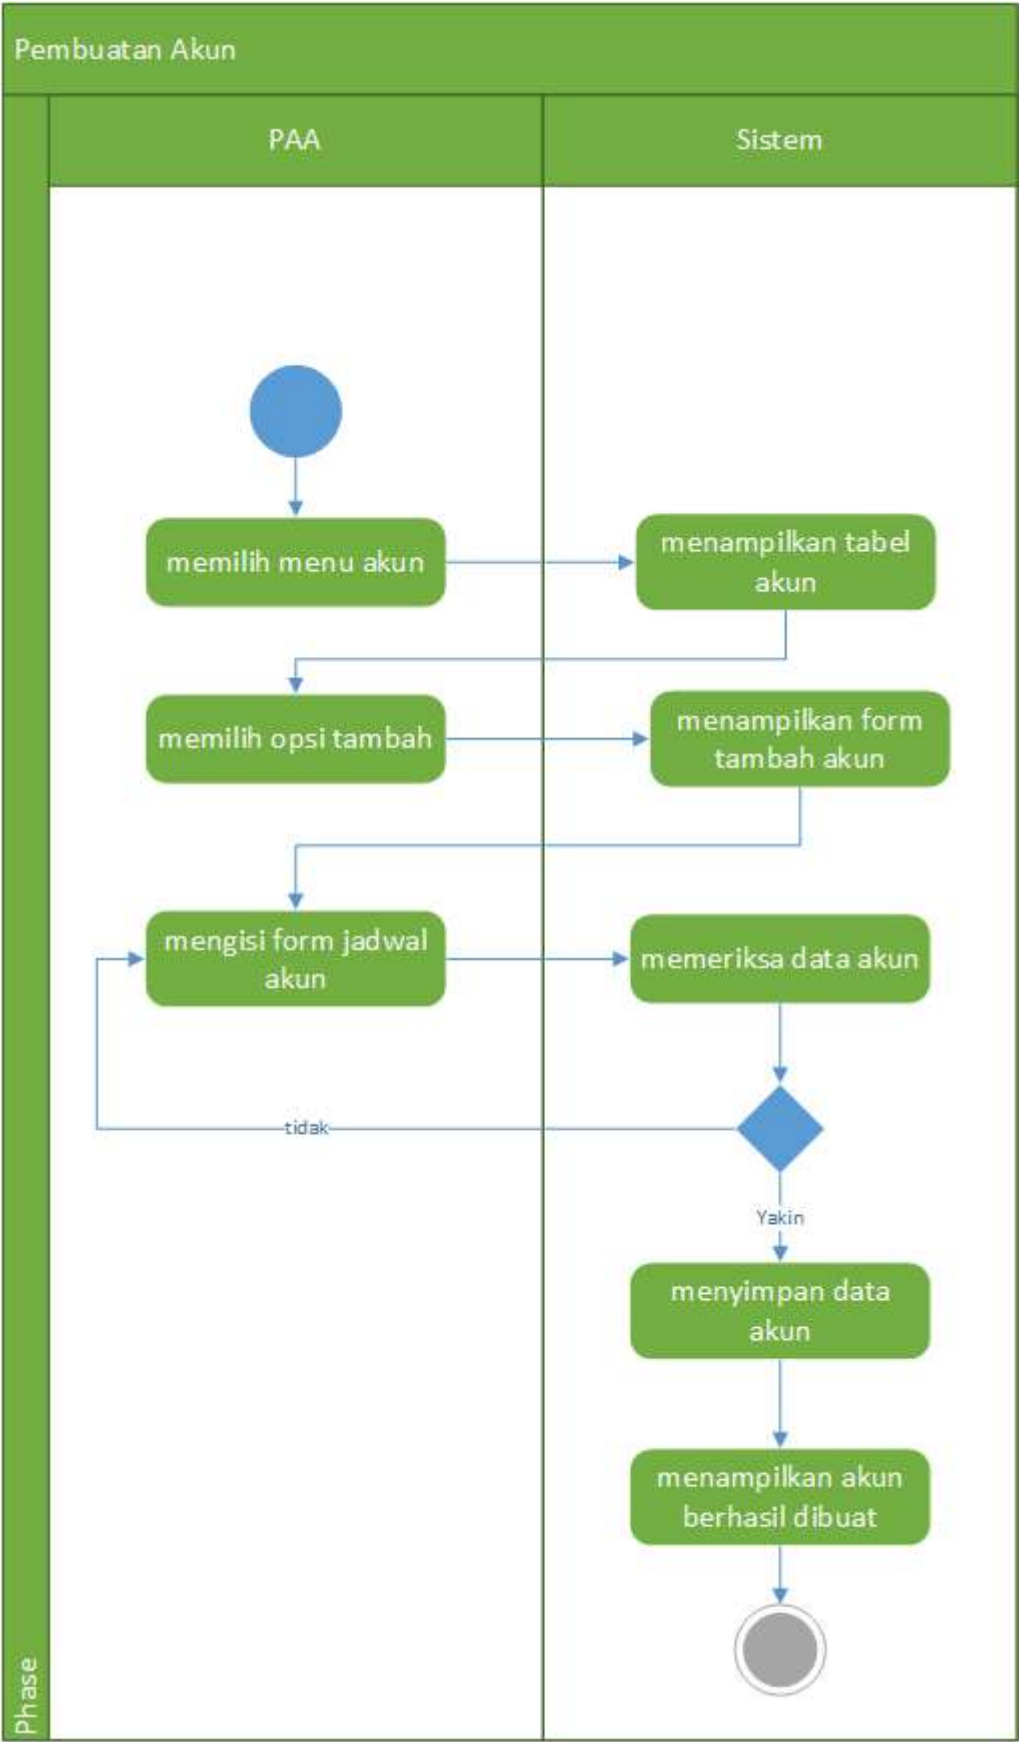 Pembuatan Akun
PAA
Sistem
memilih menu akun
menampilkan tabel
akun
memilih opsi tambah
menampilkan form
tambah akun
mengisi form jadwal
akun
memeriksa data akun
tidak
Yakin
menyimpan data
akun
menampilkan akun
berhasil dibuat
Phase